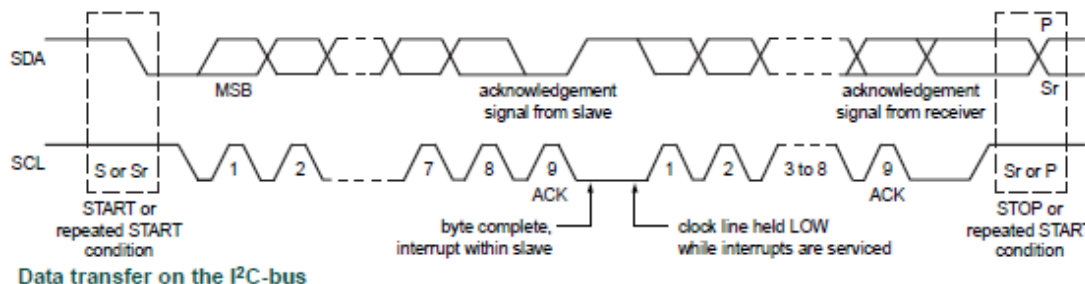 P
SDA
MSB
acknowledgement
signal from slave
acknowledgement
signal from receiver
Sr
SCL
S or Sr
1
2
7
8
9
1
2
3 to 8
9
Sr or P
ACK
ACK
START or
repeated START
condition
byte complete,
interrupt within slave
clock line held LOW
while interrupts are serviced
STOP or
repeated START
condition
Data transfer on the I²C-bus